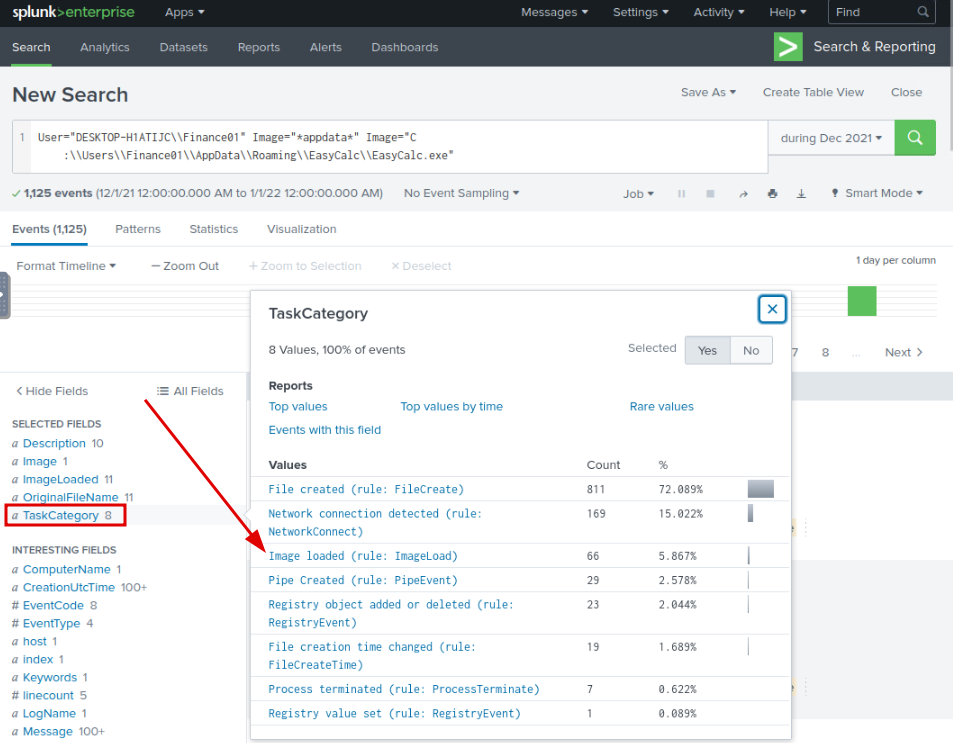 splunk>enterprise Apps Messages Settings Activity Help Find
Search Analytics Datasets Reports Alerts Dashboards Search & Reporting
New Search Save As Create Table View Close
1 User="DESKTOP-H1ATIJC\\Finance01" Image="*appdata*" Image="C
:\\Users\\Finance01\\AppData\\Roaming\\EasyCalc\\EasyCalc.exe"
during Dec 2021
1,125 events (12/1/21 12:00:00.000 AM to 1/1/22 12:00:00.000 AM) No Event Sampling Job Smart Mode
Events (1,125) Patterns Statistics Visualization
Format Timeline — Zoom Out + Zoom to Selection × Deselect 1 day per column
7 8 ... Next >
< Hide Fields All Fields
SELECTED FIELDS
a Description 10
a Image 1
a ImageLoaded 11
a OriginalFileName 11
a TaskCategory 8
INTERESTING FIELDS
a ComputerName 1
a CreationUtcTime 100+
# EventCode 8
# EventType 4
a host 1
a index 1
a Keywords 1
# linecount 5
a LogName 1
a Message 100+
TaskCategory
8 Values, 100% of events Selected Yes No
Reports
Top values Top values by time Rare values
Events with this field
Values Count %
File created (rule: FileCreate) 811 72.089%
Network connection detected (rule: 169 15.022%
NetworkConnect)
Image loaded (rule: ImageLoad) 66 5.867%
Pipe Created (rule: PipeEvent) 29 2.578%
Registry object added or deleted (rule: 23 2.044%
RegistryEvent)
File creation time changed (rule: 19 1.689%
FileCreateTime)
Process terminated (rule: ProcessTerminate) 7 0.622%
Registry value set (rule: RegistryEvent) 1 0.089%